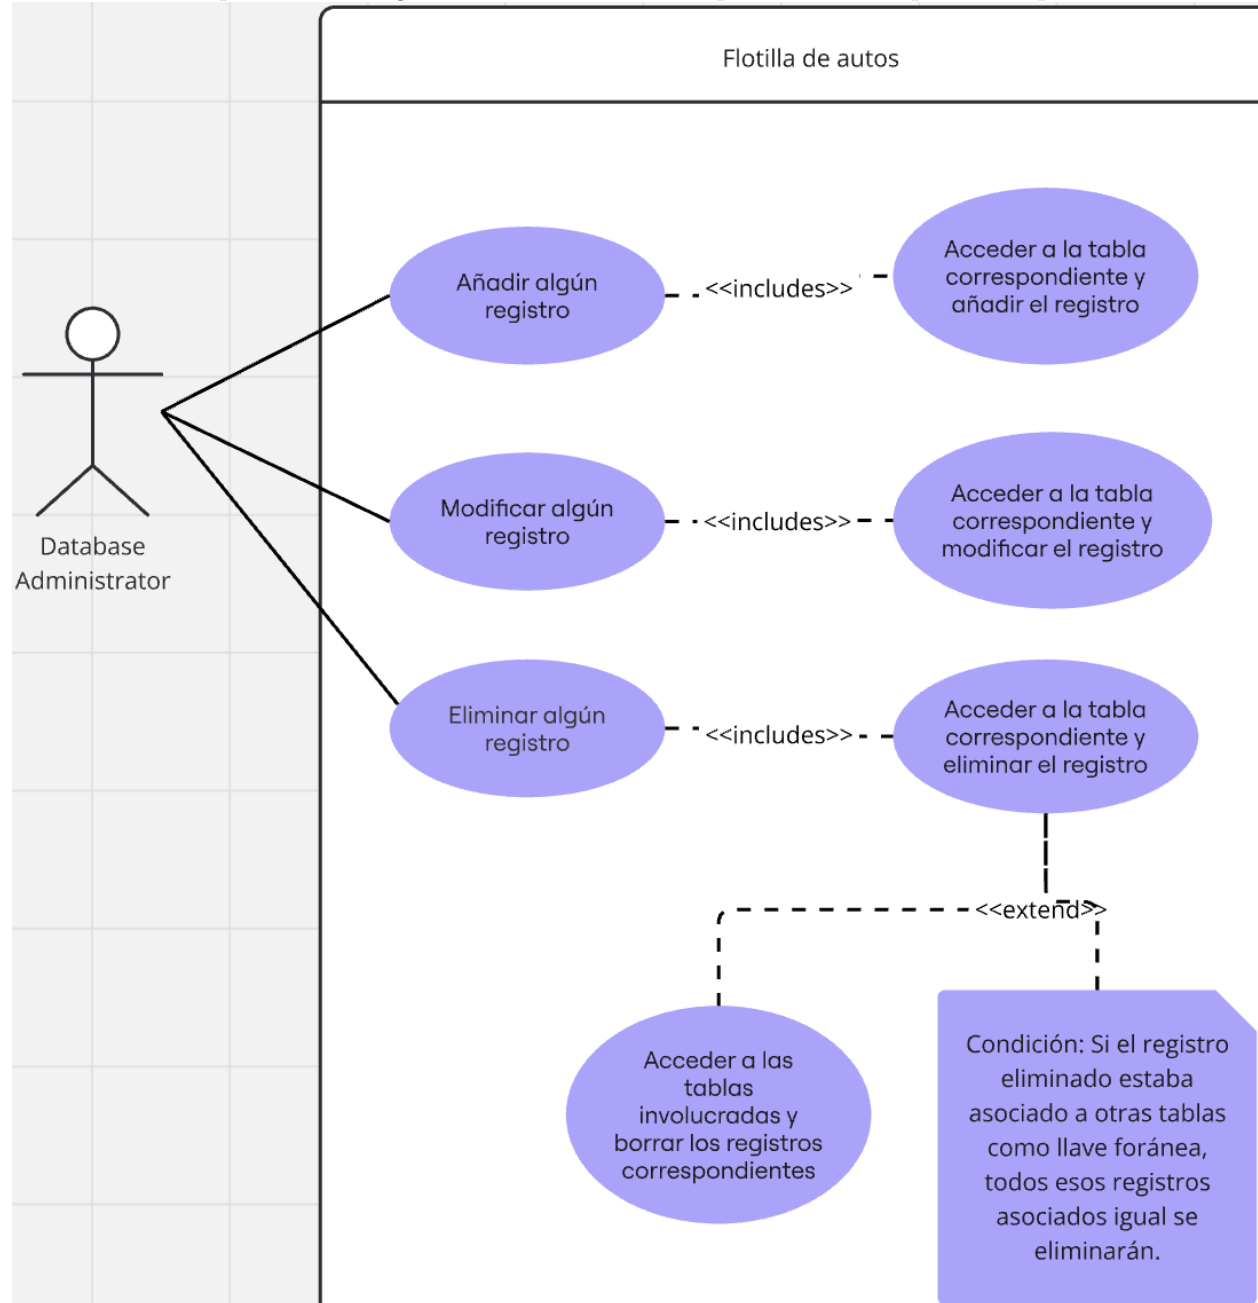 Flotilla de autos
Añadir algún
registro
<<includes>>
Acceder a la tabla
correspondiente y
añadir el registro
Database
Administrator
Modificar algún
registro
<<includes>>
Acceder a la tabla
correspondiente y
modificar el registro
Eliminar algún
registro
<<includes>>
Acceder a la tabla
correspondiente y
eliminar el registro
<<extend>>
Acceder a las
tablas
involucradas y
borrar los registros
correspondientes
Condición: Si el registro
eliminado estaba
asociado a otras tablas
como llave foránea,
todos esos registros
asociados igual se
eliminarán.